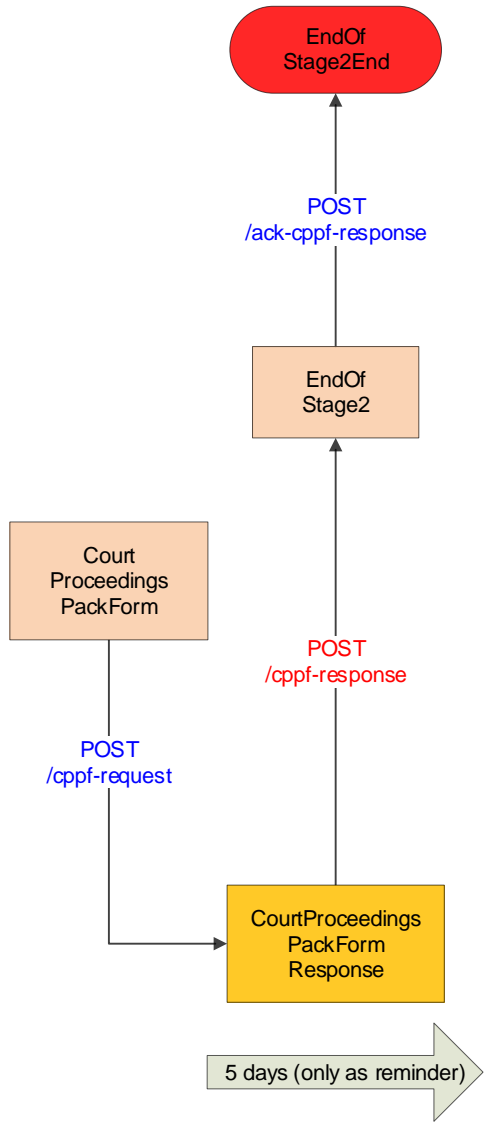 EndOf
Stage2End
POST
/ack-cppf-response
EndOf
Stage2
Court
Proceedings
PackForm
POST
/cppf-response
POST
/cppf-request
CourtProceedings
PackForm
Response
5 days (only as reminder)